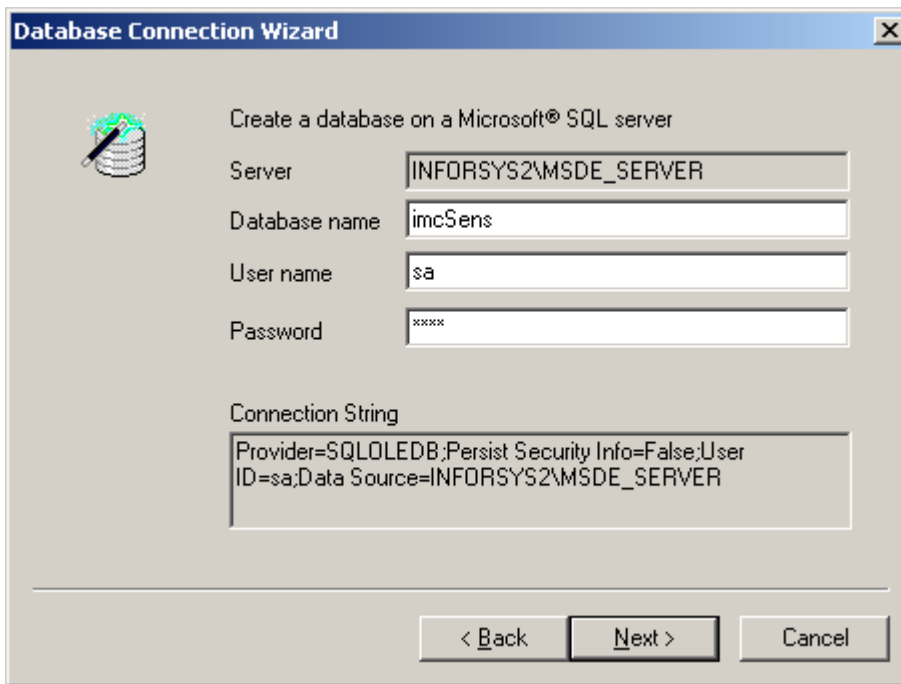 Database Connection Wizard
Create a database on a Microsoft® SQL server
Server INFORSYS2\MSDE_SERVER
Database name imcSens
User name sa
Password ****
Connection String
Provider=SQLOLEDB;Persist Security Info=False;User
ID=sa;Data Source=INFORSYS2\MSDE_SERVER
< Back Next > Cancel